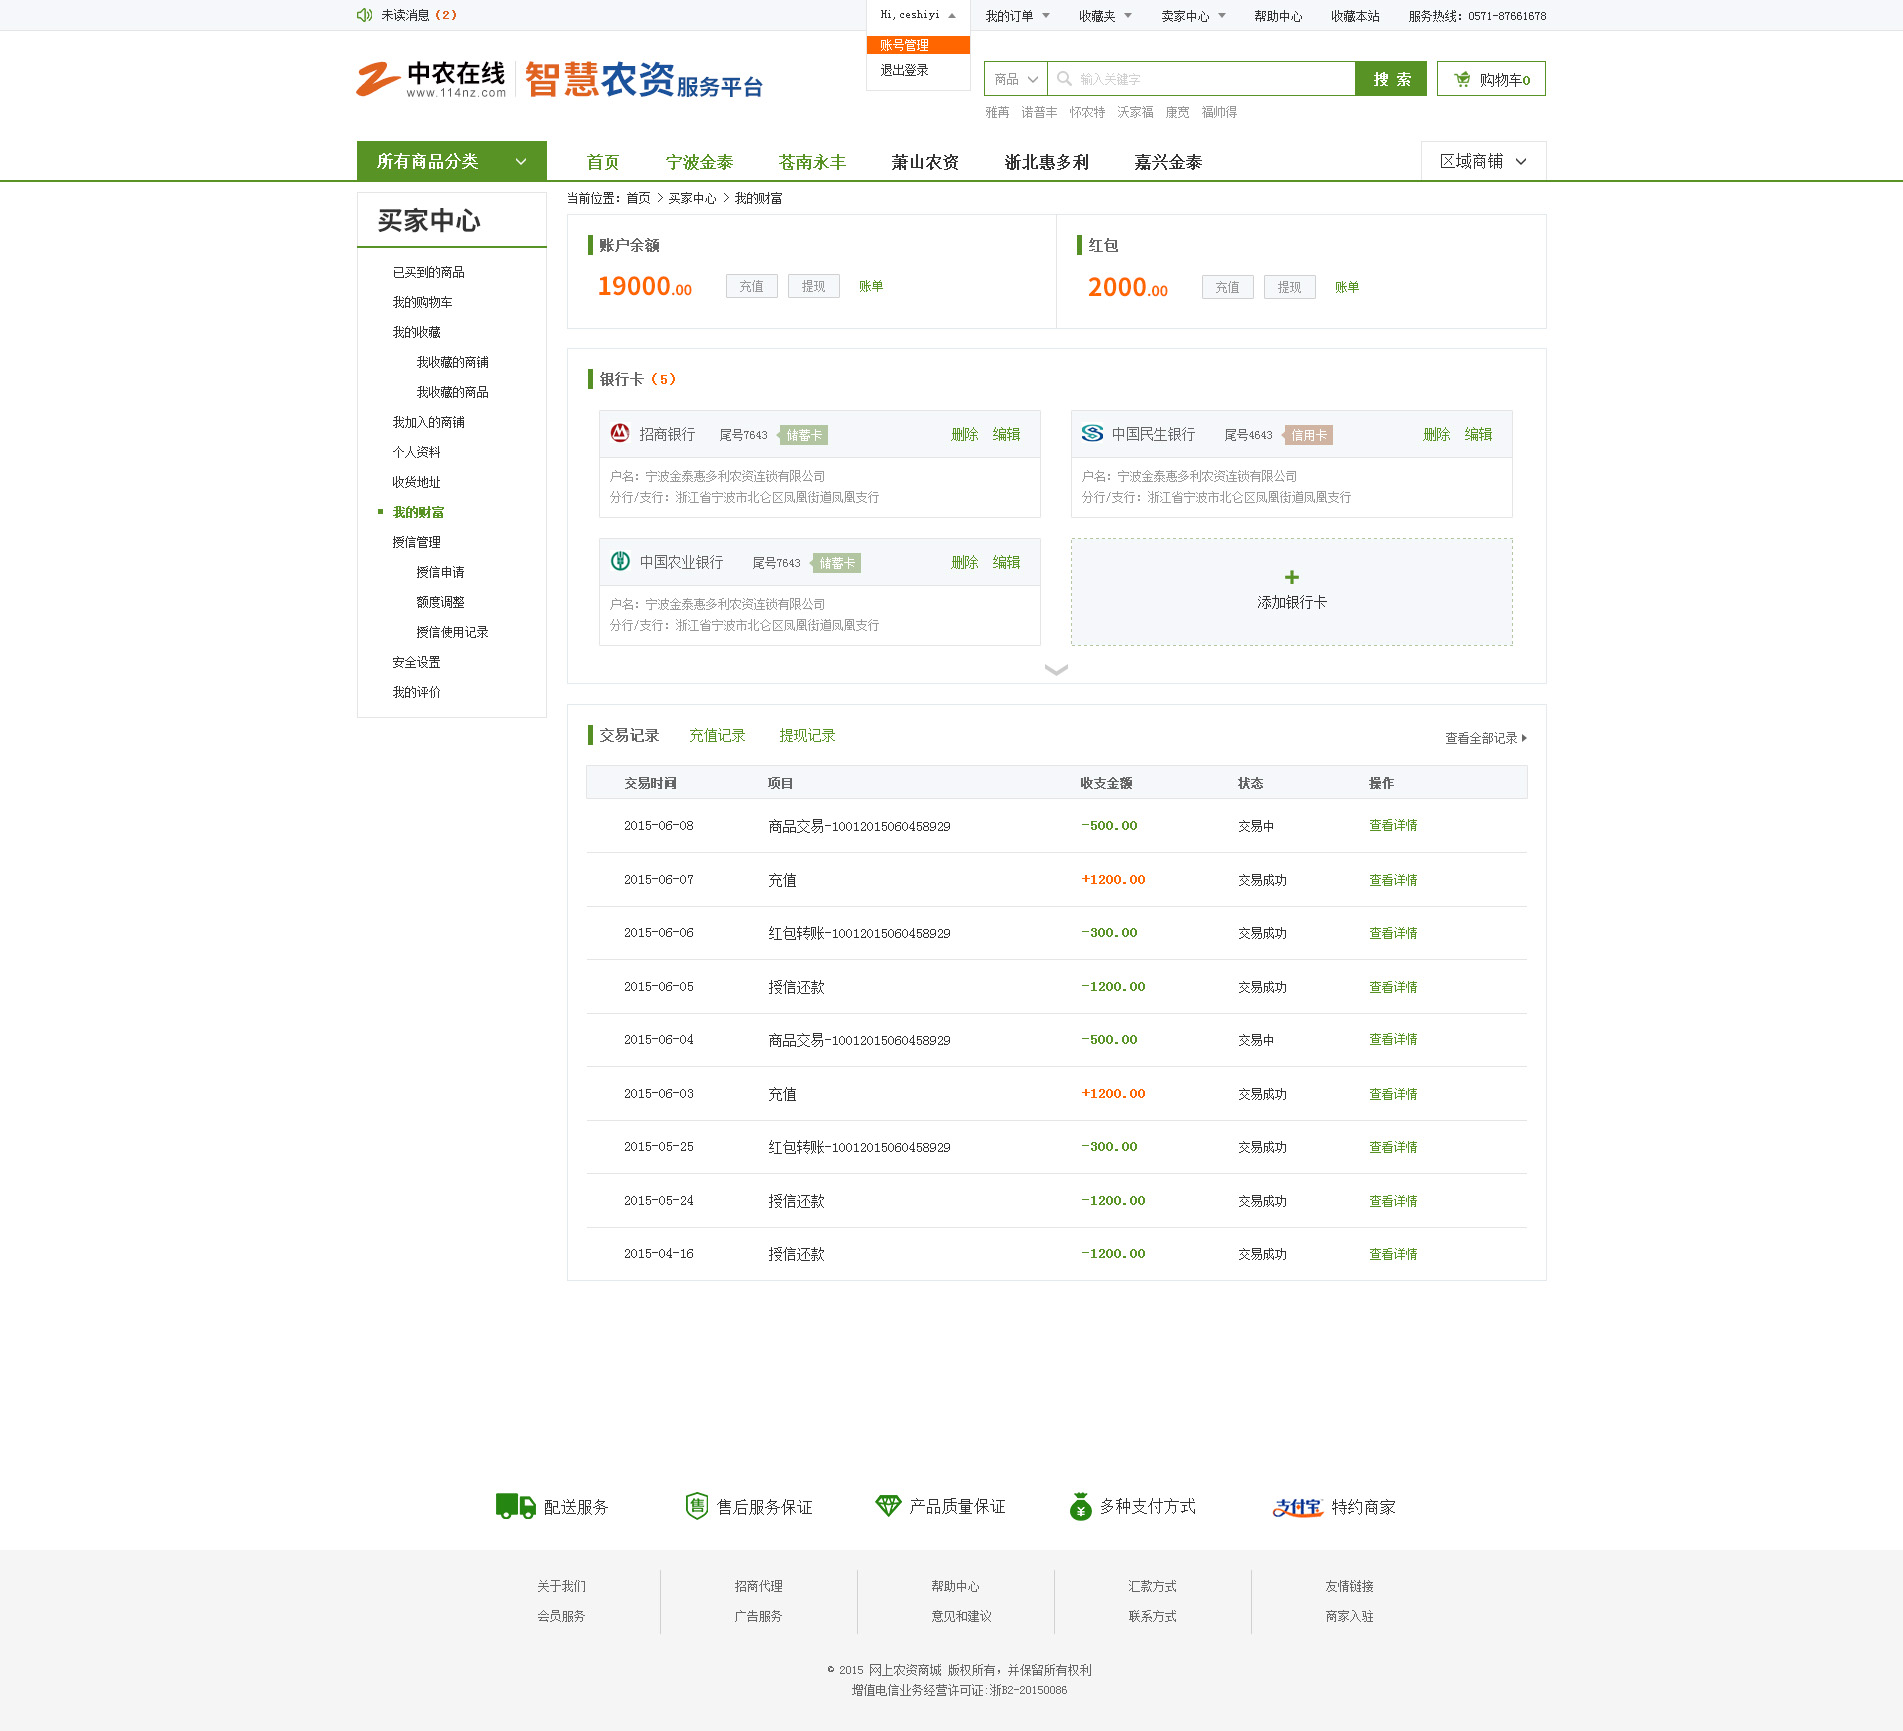 未读消息（2） Hi,ceshiyi 我的订单 收藏夹 卖家中心 帮助中心 收藏本站 服务热线：0571-87661678
账号管理
退出登录
中农在线 www.114nz.com 智慧农资服务平台
商品 输入关键字 搜 索 购物车0
雅苒 诺普丰 怀农特 沃家福 康宽 福帅得
所有商品分类 首页 宁波金泰 苍南永丰 萧山农资 浙北惠多利 嘉兴金泰 区域商铺
当前位置：首页 > 买家中心 > 我的财富
买家中心
已买到的商品
我的购物车
我的收藏
我收藏的商铺
我收藏的商品
我加入的商铺
个人资料
收货地址
我的财富
授信管理
授信申请
额度调整
授信使用记录
安全设置
我的评价
账户余额
19000.00 充值 提现 账单
红包
2000.00 充值 提现 账单
银行卡（5）
招商银行 尾号7643 储蓄卡 删除 编辑
户名：宁波金泰惠多利农资连锁有限公司
分行/支行：浙江省宁波市北仑区凤凰街道凤凰支行
中国民生银行 尾号4643 信用卡 删除 编辑
户名：宁波金泰惠多利农资连锁有限公司
分行/支行：浙江省宁波市北仑区凤凰街道凤凰支行
中国农业银行 尾号7643 储蓄卡 删除 编辑
户名：宁波金泰惠多利农资连锁有限公司
分行/支行：浙江省宁波市北仑区凤凰街道凤凰支行
+
添加银行卡
交易记录 充值记录 提现记录 查看全部记录
交易时间 项目 收支金额 状态 操作
2015-06-08 商品交易-10012015060458929 -500.00 交易中 查看详情
2015-06-07 充值 +1200.00 交易成功 查看详情
2015-06-06 红包转账-10012015060458929 -300.00 交易成功 查看详情
2015-06-05 授信还款 -1200.00 交易成功 查看详情
2015-06-04 商品交易-10012015060458929 -500.00 交易中 查看详情
2015-06-03 充值 +1200.00 交易成功 查看详情
2015-05-25 红包转账-10012015060458929 -300.00 交易成功 查看详情
2015-05-24 授信还款 -1200.00 交易成功 查看详情
2015-04-16 授信还款 -1200.00 交易成功 查看详情
配送服务 售 售后服务保证 产品质量保证 ¥ 多种支付方式 支付宝 特约商家
关于我们 招商代理 帮助中心 汇款方式 友情链接
会员服务 广告服务 意见和建议 联系方式 商家入驻
© 2015 网上农资商城 版权所有，并保留所有权利
增值电信业务经营许可证:浙B2-20150086